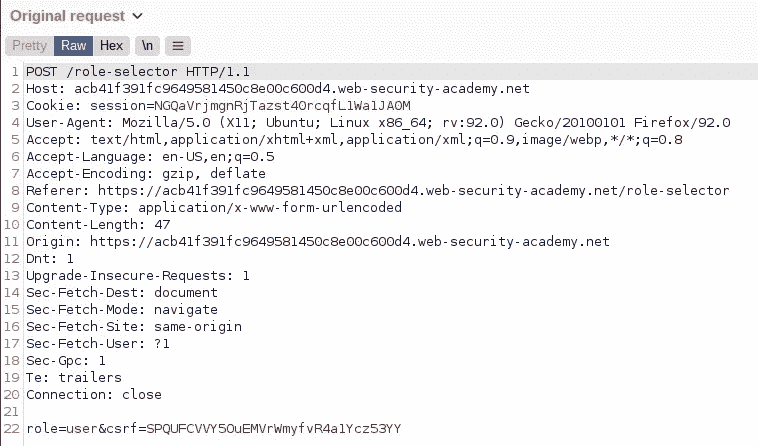 Original request
Pretty Raw Hex \n ≡
1 POST /role-selector HTTP/1.1
2 Host: acb41f391fc9649581450c8e00c600d4.web-security-academy.net
3 Cookie: session=NGQaVrjmgnRjTazst40rcqfL1Wa1JAOM
4 User-Agent: Mozilla/5.0 (X11; Ubuntu; Linux x86_64; rv:92.0) Gecko/20100101 Firefox/92.0
5 Accept: text/html,application/xhtml+xml,application/xml;q=0.9,image/webp,*/*;q=0.8
6 Accept-Language: en-US,en;q=0.5
7 Accept-Encoding: gzip, deflate
8 Referer: https://acb41f391fc9649581450c8e00c600d4.web-security-academy.net/role-selector
9 Content-Type: application/x-www-form-urlencoded
10 Content-Length: 47
11 Origin: https://acb41f391fc9649581450c8e00c600d4.web-security-academy.net
12 Dnt: 1
13 Upgrade-Insecure-Requests: 1
14 Sec-Fetch-Dest: document
15 Sec-Fetch-Mode: navigate
16 Sec-Fetch-Site: same-origin
17 Sec-Fetch-User: ?1
18 Sec-Gpc: 1
19 Te: trailers
20 Connection: close
21
22 role=user&csrf=SPQUFCVVY5OuEMVrWmyfvR4a1Ycz53YY